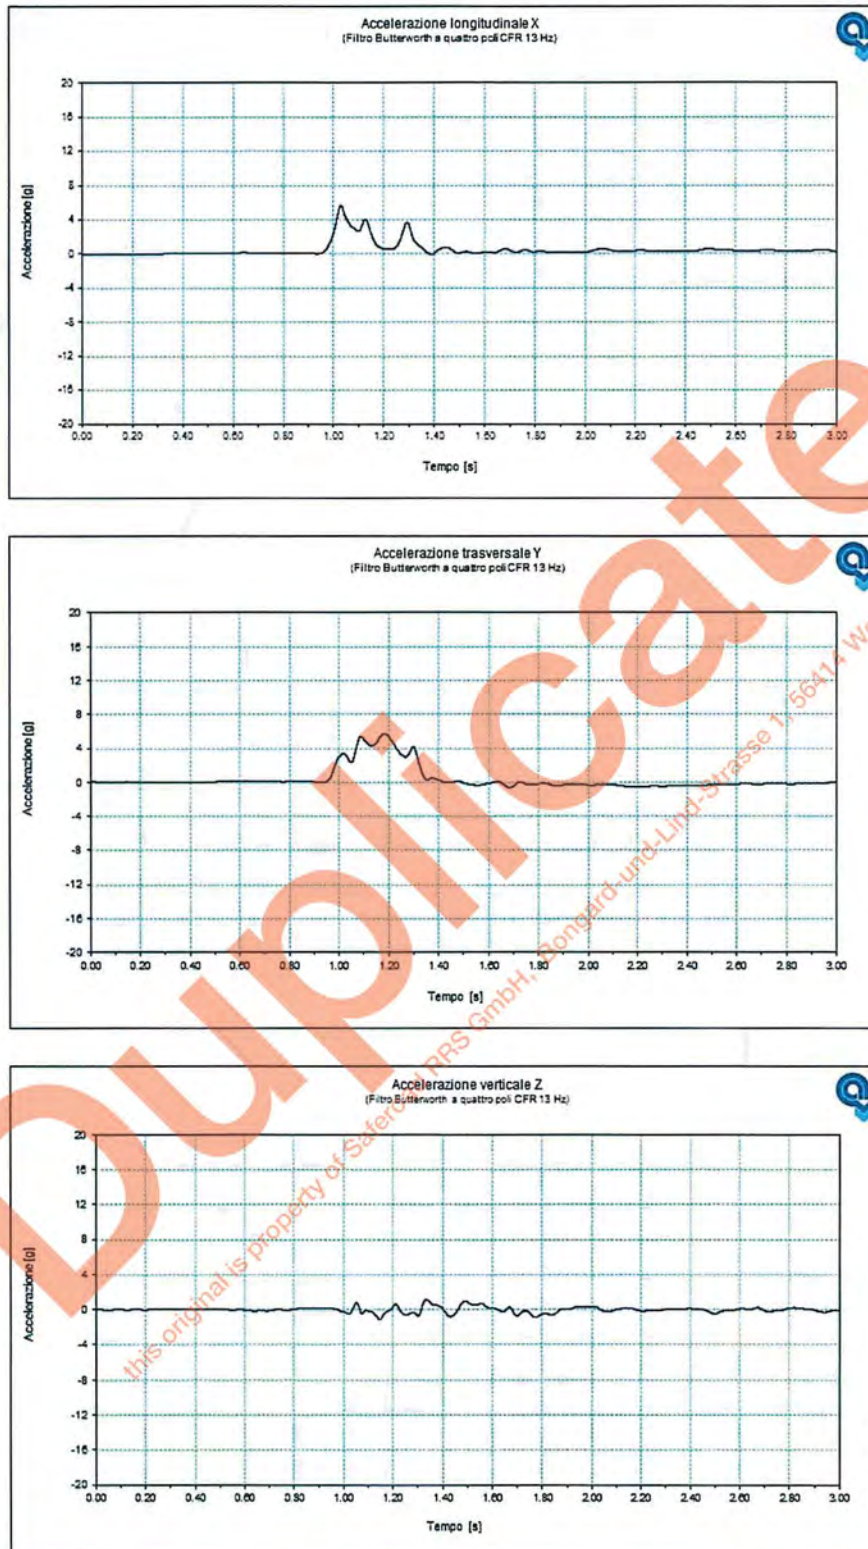 Accelerazione longitudinale X
(Filtro Butterworth a quattro poli CFR 13 Hz)
Accelerazione [g]
20
16
12
8
4
0
-4
-8
-12
-16
-20
0.00 0.20 0.40 0.60 0.80 1.00 1.20 1.40 1.60 1.80 2.00 2.20 2.40 2.60 2.80 3.00
Tempo [s]
Accelerazione trasversale Y
(Filtro Butterworth a quattro poli CFR 13 Hz)
Accelerazione [g]
20
16
12
8
4
0
-4
-8
-12
-16
-20
0.00 0.20 0.40 0.60 0.80 1.00 1.20 1.40 1.60 1.80 2.00 2.20 2.40 2.60 2.80 3.00
Tempo [s]
Accelerazione verticale Z
(Filtro Butterworth a quattro poli CFR 13 Hz)
Accelerazione [g]
20
16
12
8
4
0
-4
-8
-12
-16
-20
0.00 0.20 0.40 0.60 0.80 1.00 1.20 1.40 1.60 1.80 2.00 2.20 2.40 2.60 2.80 3.00
Tempo [s]
Duplicate
this original is property of Saferoad RRS GmbH, Bongard-und-Lind-Strasse 1, 56414 We